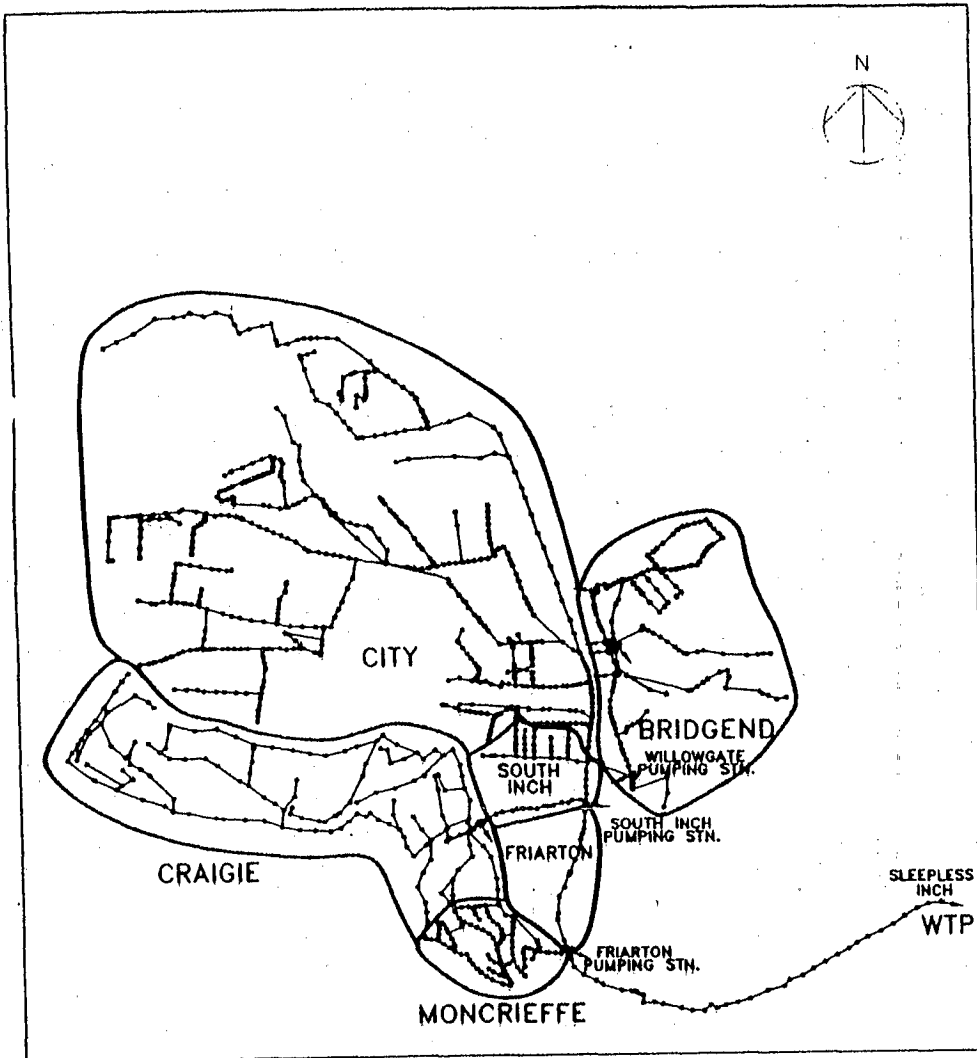 N
CITY
BRIDGEND
WILLOWGATE
PUMPING STN.
SOUTH
INCH
SOUTH INCH
PUMPING STN.
FRIARTON
CRAIGIE
SLEEPLESS
INCH
WTP
FRIARTON
PUMPING STN.
MONCRIEFFE